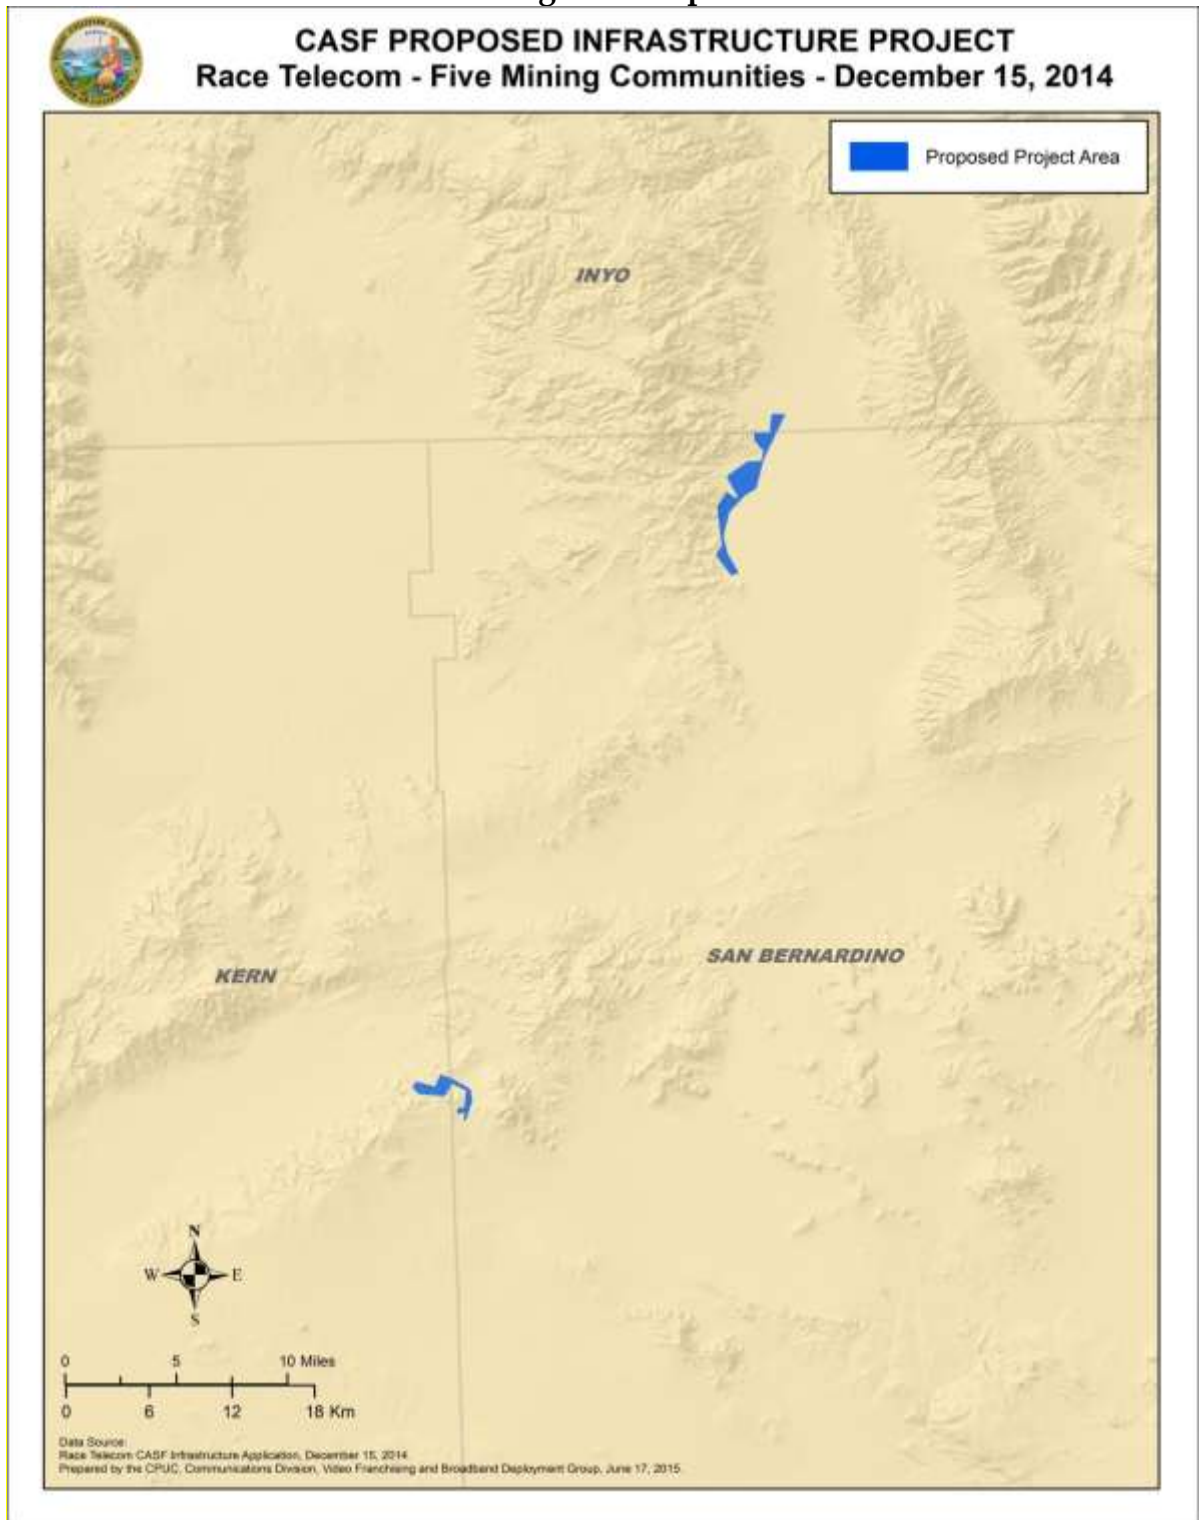 CASF PROPOSED INFRASTRUCTURE PROJECT
Race Telecom - Five Mining Communities - December 15, 2014
Proposed Project Area
INYO
SAN BERNARDINO
KERN
N
W E
S
0 5 10 Miles
0 6 12 18 Km
Data Source:
Race Telecom CASF Infrastructure Application, December 15, 2014
Prepared by the CPUC, Communications Division, Video Franchising and Broadband Deployment Group, June 17, 2015